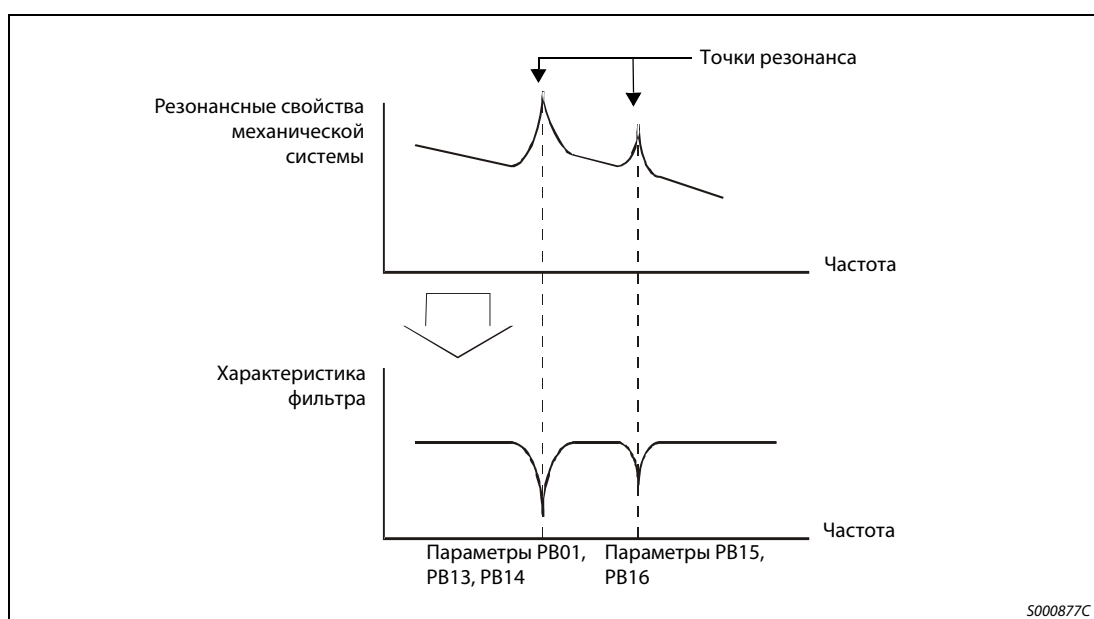 Точки резонанса
Резонансные свойства
механической
системы
Частота
Характеристика
фильтра
Частота
Параметры PB01,
PB13, PB14
Параметры PB15,
PB16
S000877C